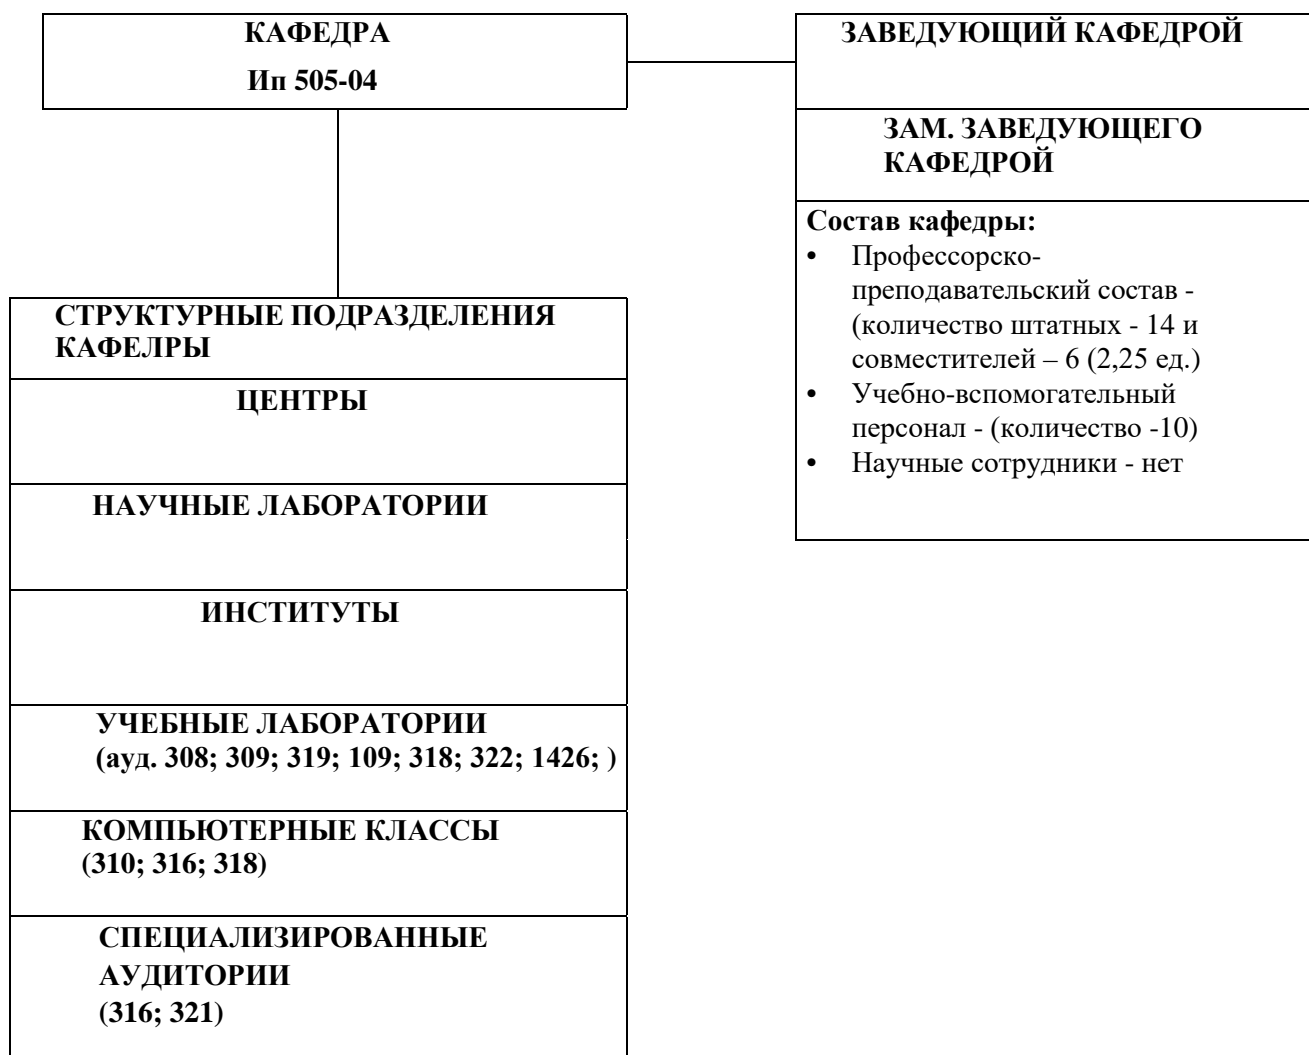 КАФЕДРА
Ип 505-04
ЗАВЕДУЮЩИЙ КАФЕДРОЙ
ЗАМ. ЗАВЕДУЮЩЕГО
КАФЕДРОЙ
Состав кафедры:
• Профессорско-
преподавательский состав -
(количество штатных - 14 и
совместителей – 6 (2,25 ед.)
• Учебно-вспомогательный
персонал - (количество -10)
• Научные сотрудники - нет
СТРУКТУРНЫЕ ПОДРАЗДЕЛЕНИЯ
КАФЕЛРЫ
ЦЕНТРЫ
НАУЧНЫЕ ЛАБОРАТОРИИ
ИНСТИТУТЫ
УЧЕБНЫЕ ЛАБОРАТОРИИ
(ауд. 308; 309; 319; 109; 318; 322; 1426; )
КОМПЬЮТЕРНЫЕ КЛАССЫ
(310; 316; 318)
СПЕЦИАЛИЗИРОВАННЫЕ
АУДИТОРИИ
(316; 321)